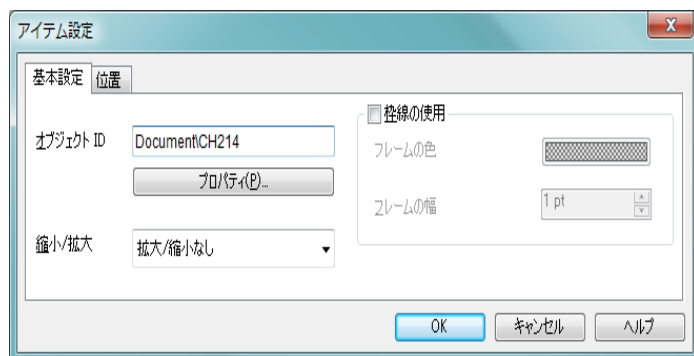 アイテム設定
基本設定 位置
オブジェクト ID
Document\CH214
プロパティ(P)...
縮小/拡大
拡大/縮小なし
枠線の使用
フレームの色
フレームの幅
1 pt
OK キャンセル ヘルプ